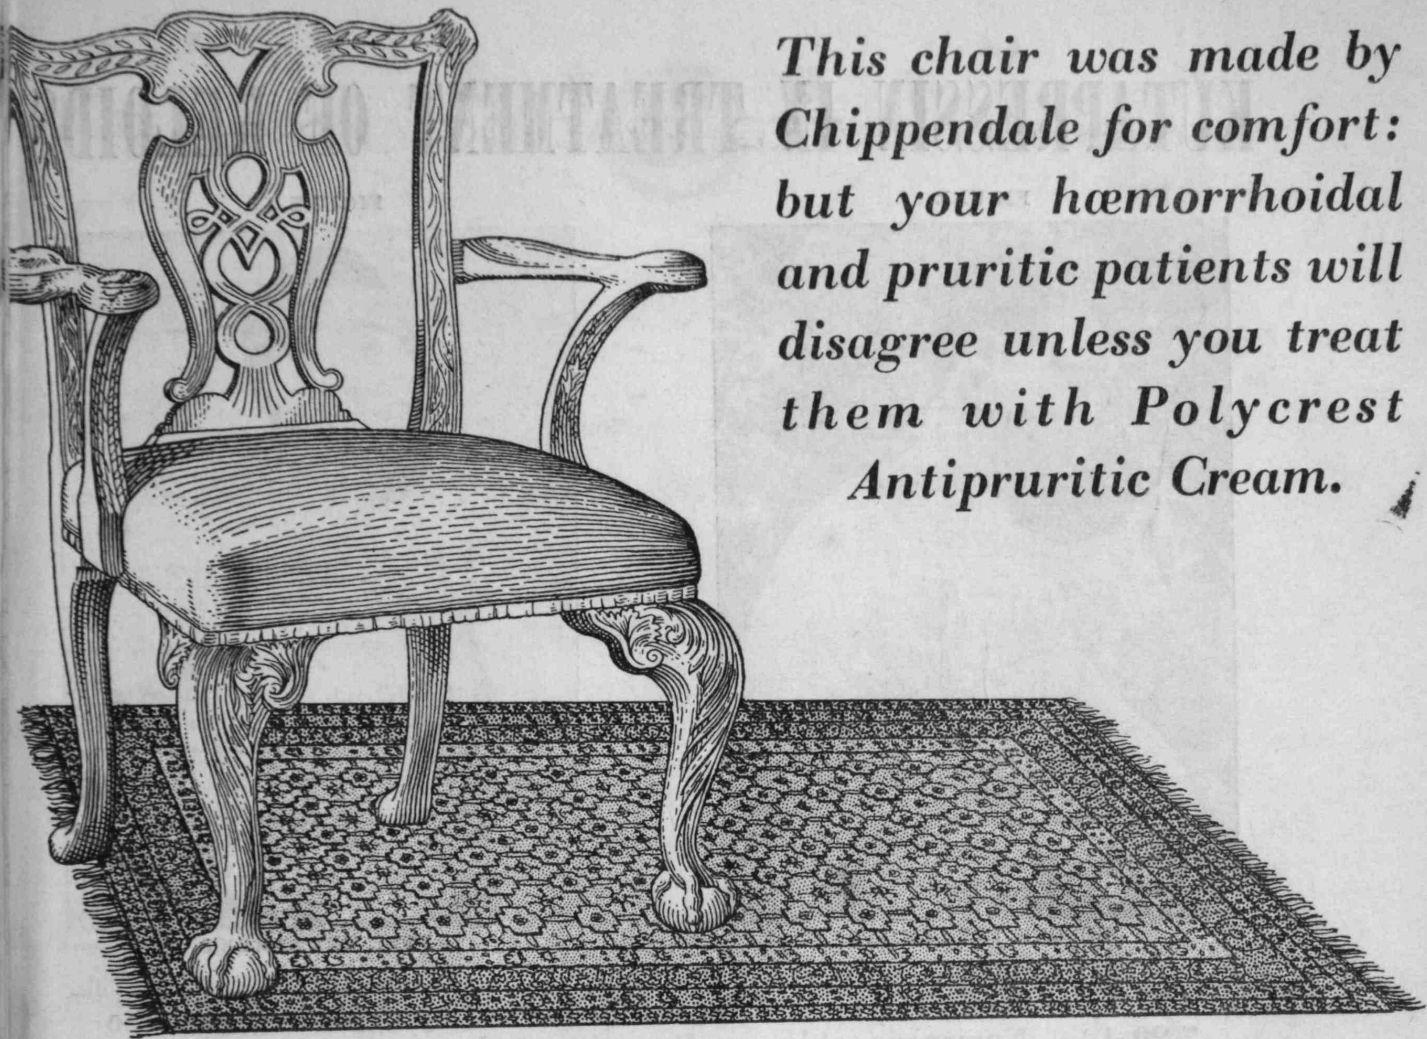 This chair was made by
Chippendale for comfort:
but your hœmorrhoidal
and pruritic patients will
disagree unless you treat
them with Polycrest
Antipruritic Cream.